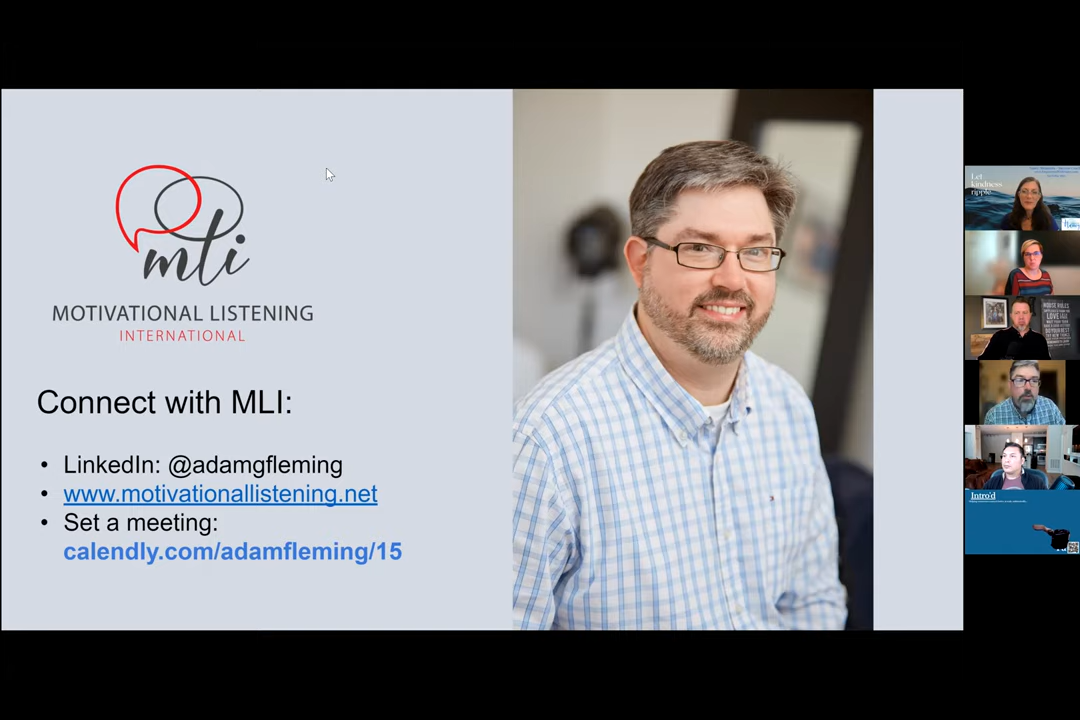 mli
MOTIVATIONAL LISTENING
INTERNATIONAL
Connect with MLI:
• LinkedIn: @adamgfleming
• www.motivationallistening.net
• Set a meeting:
calendly.com/adamfleming/15
Let
kindness
ripple
Intro'd